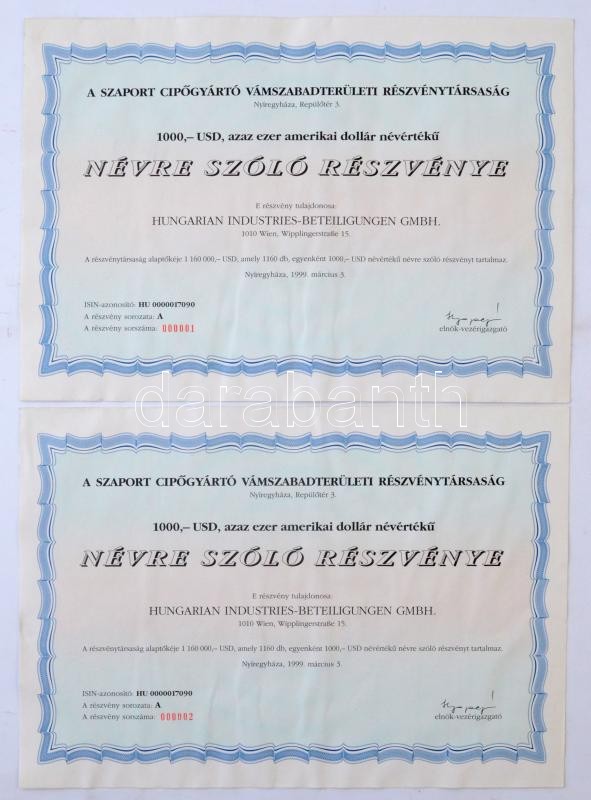 A SZAPORT CIPŐGYÁRTÓ VÁMSZABADTERÜLETI RÉSZVÉNYTÁRSASÁG
Nyíregyháza, Repülőtér 3.
1000,– USD, azaz ezer amerikai dollár névértékű
NÉVRE SZÓLÓ RÉSZVÉNYE
E részvény tulajdonosa:
HUNGARIAN INDUSTRIES-BETEILIGUNGEN GMBH.
1010 Wien, Wipplingerstraße 15.
A részvénytársaság alaptőkéje 1 160 000,– USD, amely 1160 db, egyenként 1000,– USD névértékű névre szóló részvényt tartalmaz.
Nyíregyháza, 1999. március 3.
ISIN-azonosító: HU 0000017090
A részvény sorozata: A
A részvény sorszáma: 000001
elnök-vezérigazgató
darabanth
A SZAPORT CIPŐGYÁRTÓ VÁMSZABADTERÜLETI RÉSZVÉNYTÁRSASÁG
Nyíregyháza, Repülőtér 3.
1000,– USD, azaz ezer amerikai dollár névértékű
NÉVRE SZÓLÓ RÉSZVÉNYE
E részvény tulajdonosa:
HUNGARIAN INDUSTRIES-BETEILIGUNGEN GMBH.
1010 Wien, Wipplingerstraße 15.
A részvénytársaság alaptőkéje 1 160 000,– USD, amely 1160 db, egyenként 1000,– USD névértékű névre szóló részvényt tartalmaz.
Nyíregyháza, 1999. március 3.
ISIN-azonosító: HU 0000017090
A részvény sorozata: A
A részvény sorszáma: 000002
elnök-vezérigazgató